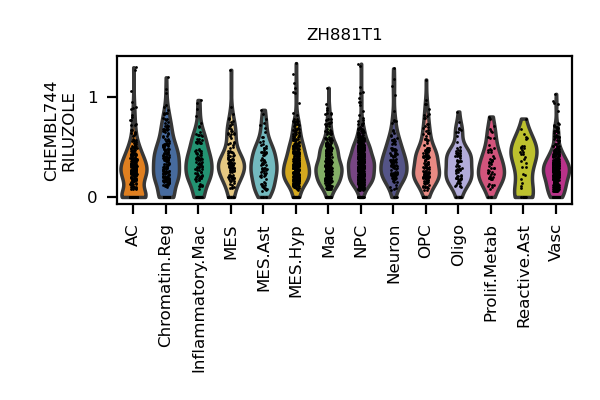 ZH881T1
CHEMBL744
RILUZOLE
1
0
AC
Chromatin.Reg
Inflammatory.Mac
MES
MES.Ast
MES.Hyp
Mac
NPC
Neuron
OPC
Oligo
Prolif.Metab
Reactive.Ast
Vasc